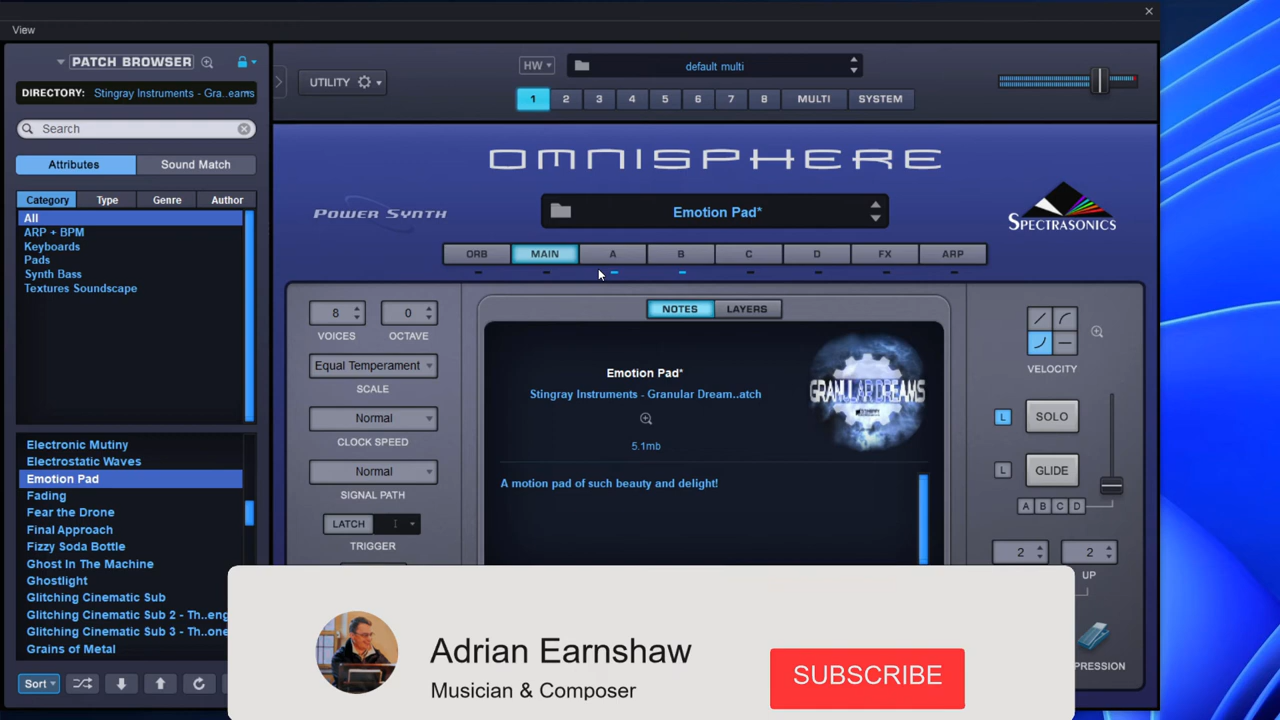 View
PATCH BROWSER
DIRECTORY: Stingray Instruments - Gra..eams
Search
Attributes
Sound Match
Category
Type
Genre
Author
All
ARP + BPM
Keyboards
Pads
Synth Bass
Textures Soundscape
Electronic Mutiny
Electrostatic Waves
Emotion Pad
Fading
Fear the Drone
Final Approach
Fizzy Soda Bottle
Ghost In The Machine
Ghostlight
Glitching Cinematic Sub
Glitching Cinematic Sub 2 - Th..eng
Glitching Cinematic Sub 3 - Th..one
Grains of Metal
Sort
UTILITY
HW
default multi
1
2
3
4
5
6
7
8
MULTI
SYSTEM
OMNISPHERE
POWER SYNTH
Emotion Pad*
SPECTRASONICS
ORB
MAIN
A
B
C
D
FX
ARP
8
0
VOICES
OCTAVE
Equal Temperament
SCALE
Normal
CLOCK SPEED
Normal
SIGNAL PATH
LATCH
TRIGGER
NOTES
LAYERS
Emotion Pad*
Stingray Instruments - Granular Dream..atch
5.1mb
GRANULAR DREAMS
A motion pad of such beauty and delight!
VELOCITY
L
SOLO
L
GLIDE
A
B
C
D
2
2
UP
PRESSION
Adrian Earnshaw
Musician & Composer
SUBSCRIBE